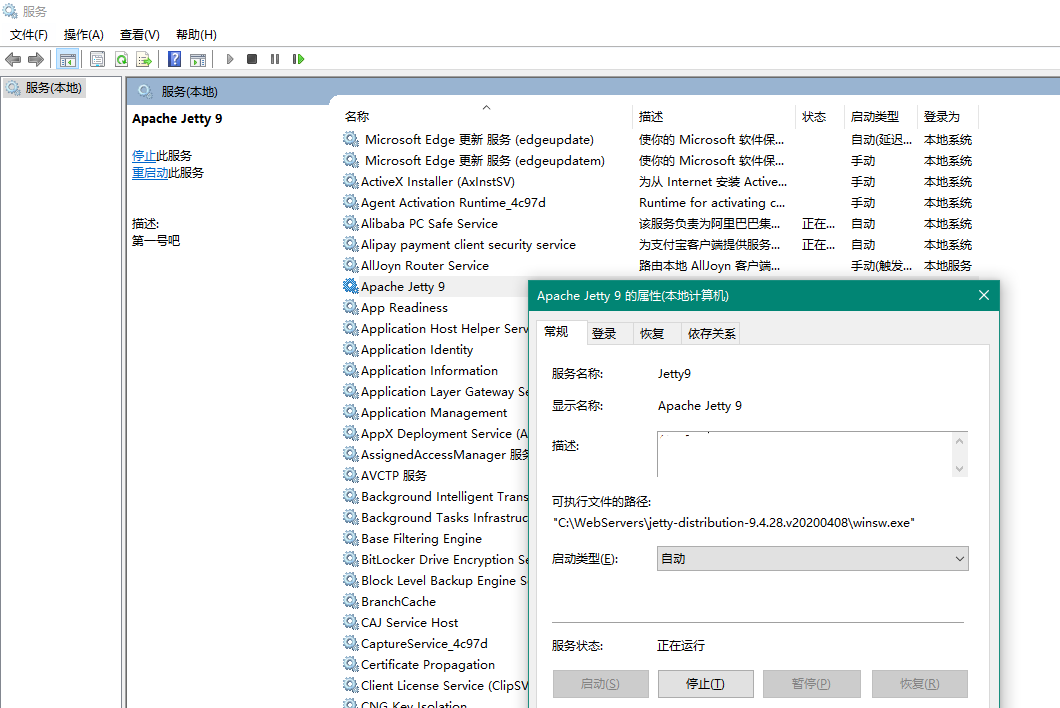 服务
文件(F) 操作(A) 查看(V) 帮助(H)
服务(本地)
服务(本地)
Apache Jetty 9
停止此服务
重启动此服务
描述:
第一号吧
名称 描述 状态 启动类型 登录为
Microsoft Edge 更新 服务 (edgeupdate) 使你的 Microsoft 软件保... 自动(延迟... 本地系统
Microsoft Edge 更新 服务 (edgeupdatem) 使你的 Microsoft 软件保... 手动 本地系统
ActiveX Installer (AxInstSV) 为从 Internet 安装 Active... 手动 本地系统
Agent Activation Runtime_4c97d Runtime for activating c... 手动 本地系统
Alibaba PC Safe Service 该服务负责为阿里巴巴集... 正在... 自动 本地系统
Alipay payment client security service 为支付宝客户端提供服务... 正在... 自动 本地系统
AllJoyn Router Service 路由本地 AllJoyn 客户端... 手动(触发... 本地服务
Apache Jetty 9
App Readiness
Application Host Helper Serv
Application Identity
Application Information
Application Layer Gateway Se
Application Management
AppX Deployment Service (A
AssignedAccessManager 服务
AVCTP 服务
Background Intelligent Trans
Background Tasks Infrastruc
Base Filtering Engine
BitLocker Drive Encryption Se
Block Level Backup Engine S
BranchCache
CAJ Service Host
CaptureService_4c97d
Certificate Propagation
Client License Service (ClipSV
CNG Key Isolation
Apache Jetty 9 的属性(本地计算机)
常规 登录 恢复 依存关系
服务名称: Jetty9
显示名称: Apache Jetty 9
描述:
可执行文件的路径:
"C:\WebServers\jetty-distribution-9.4.28.v20200408\winsw.exe"
启动类型(E): 自动
服务状态: 正在运行
启动(S) 停止(T) 暂停(P) 恢复(R)